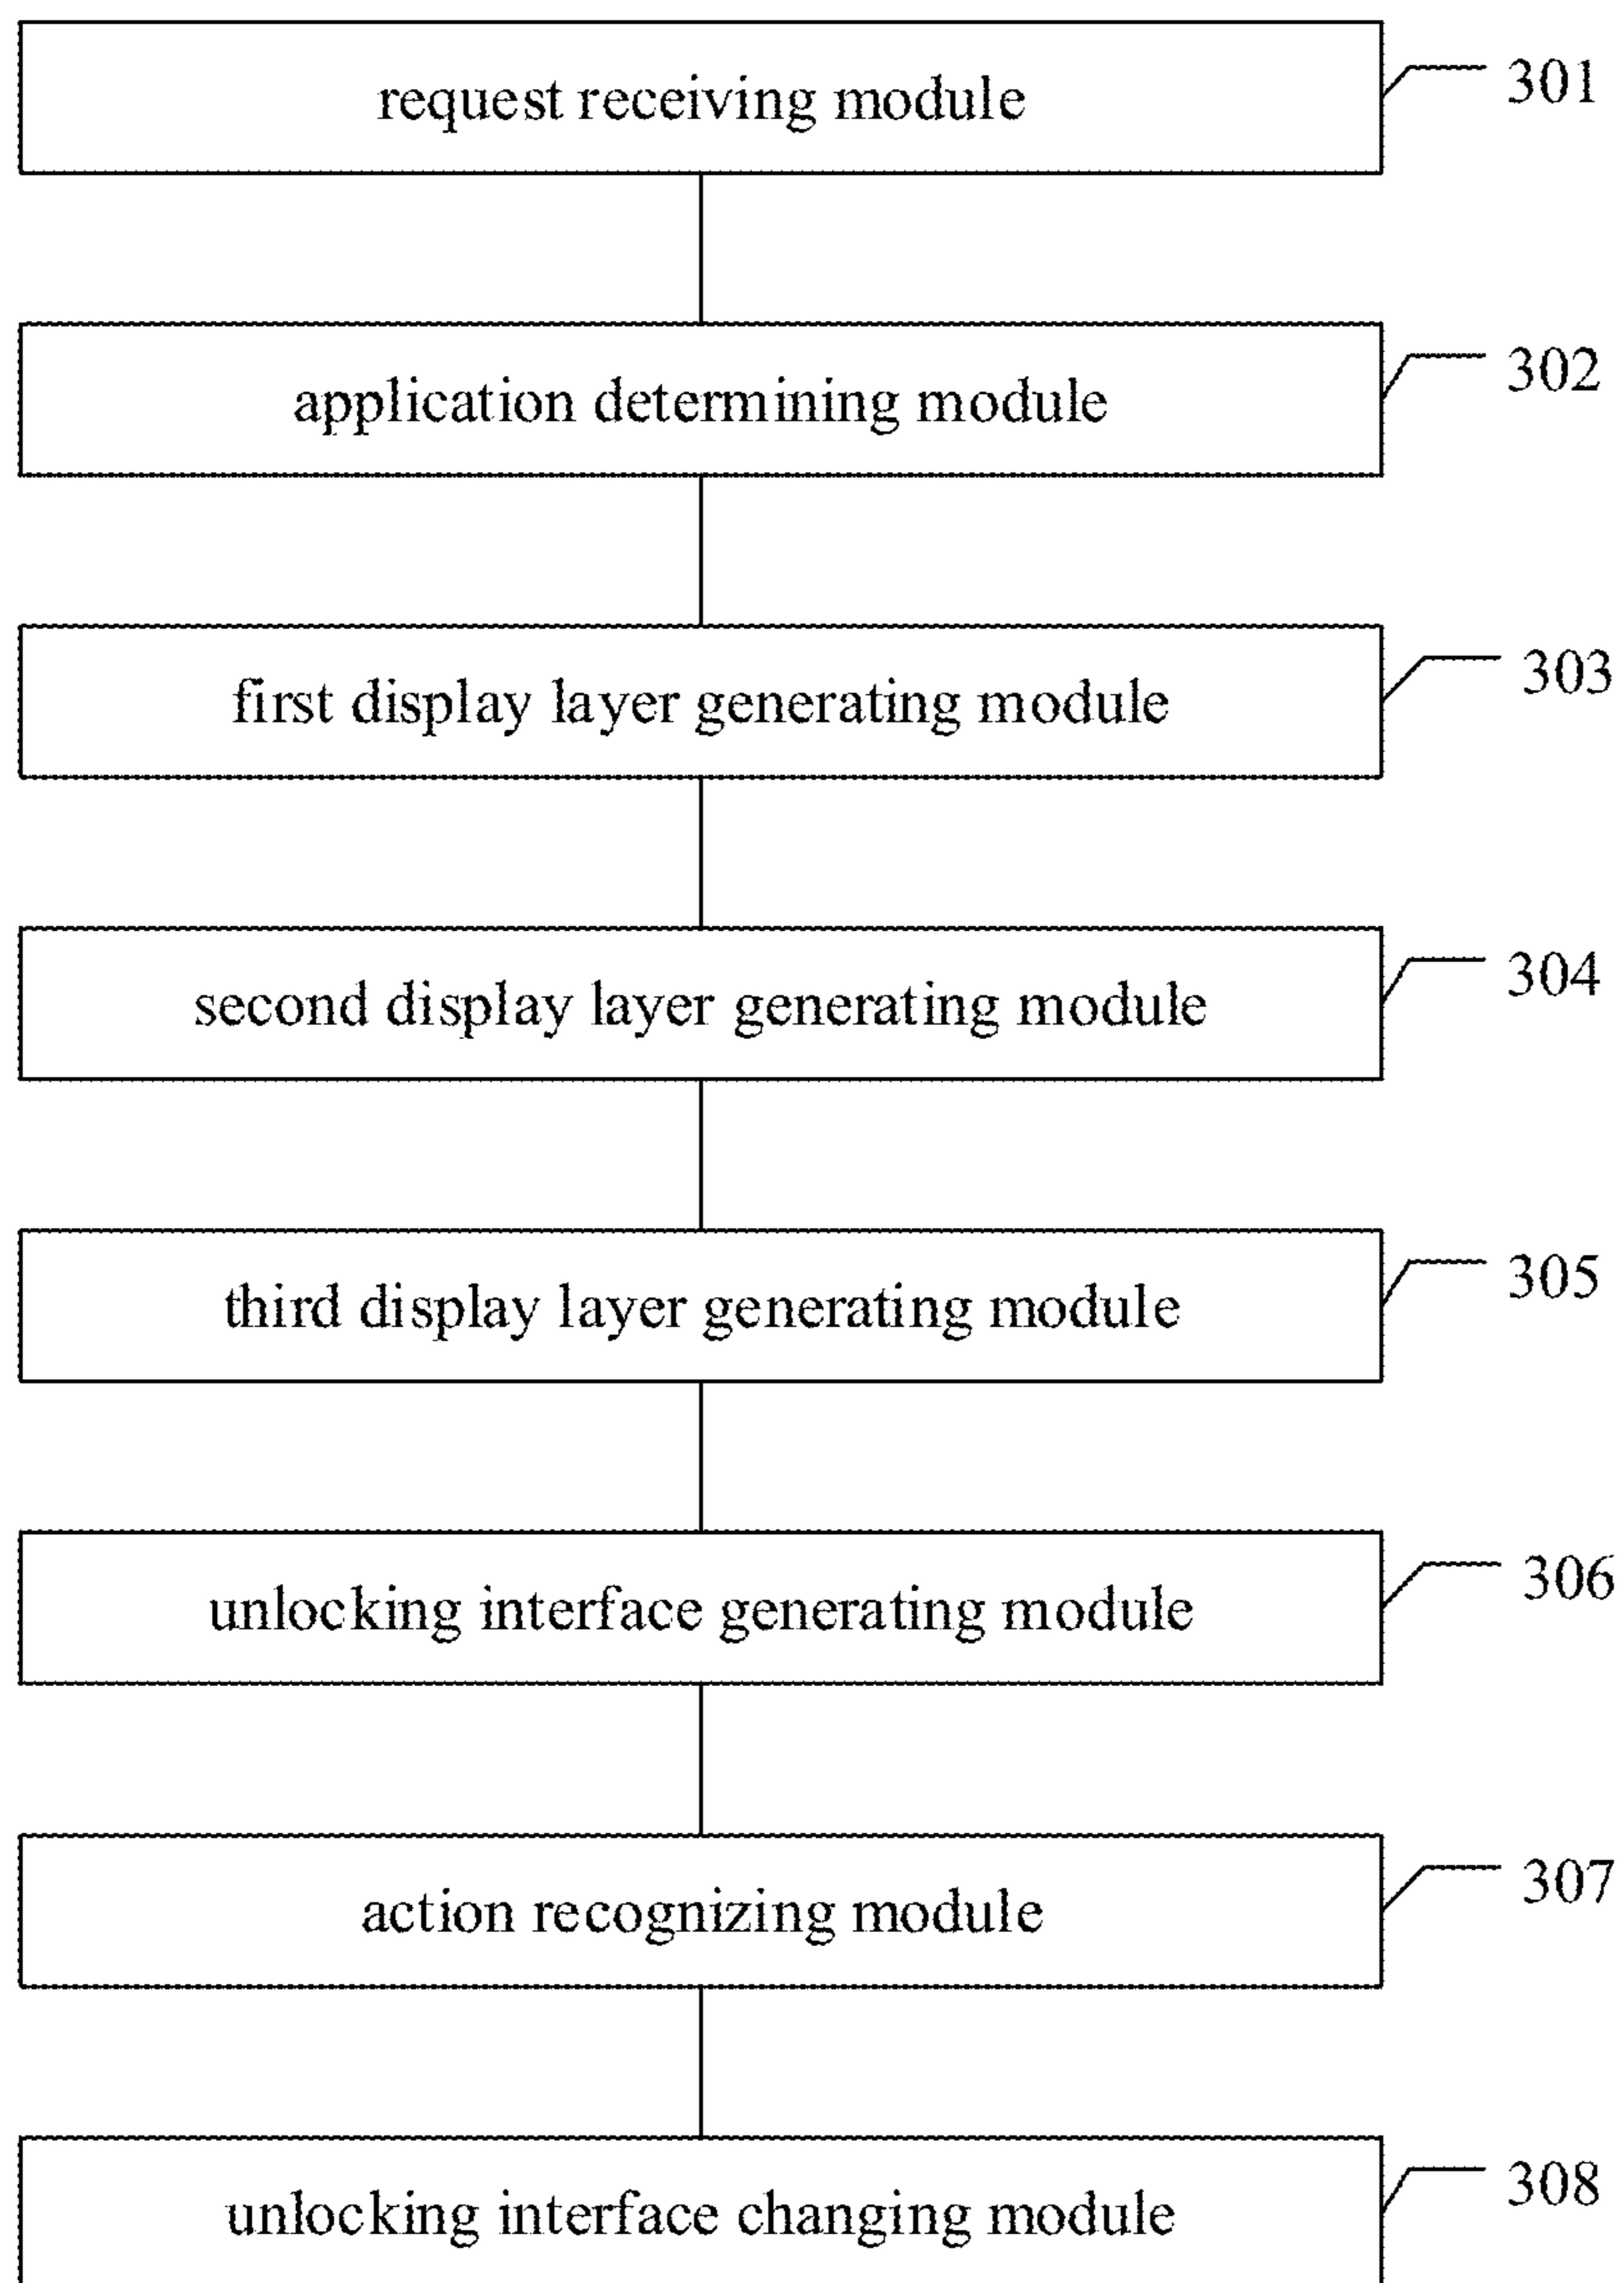 request receiving module
301
application determining module
302
first display layer generating module
303
second display layer generating module
304
third display layer generating module
305
unlocking interface generating module
306
action recognizing module
307
unlocking interface changing module
308